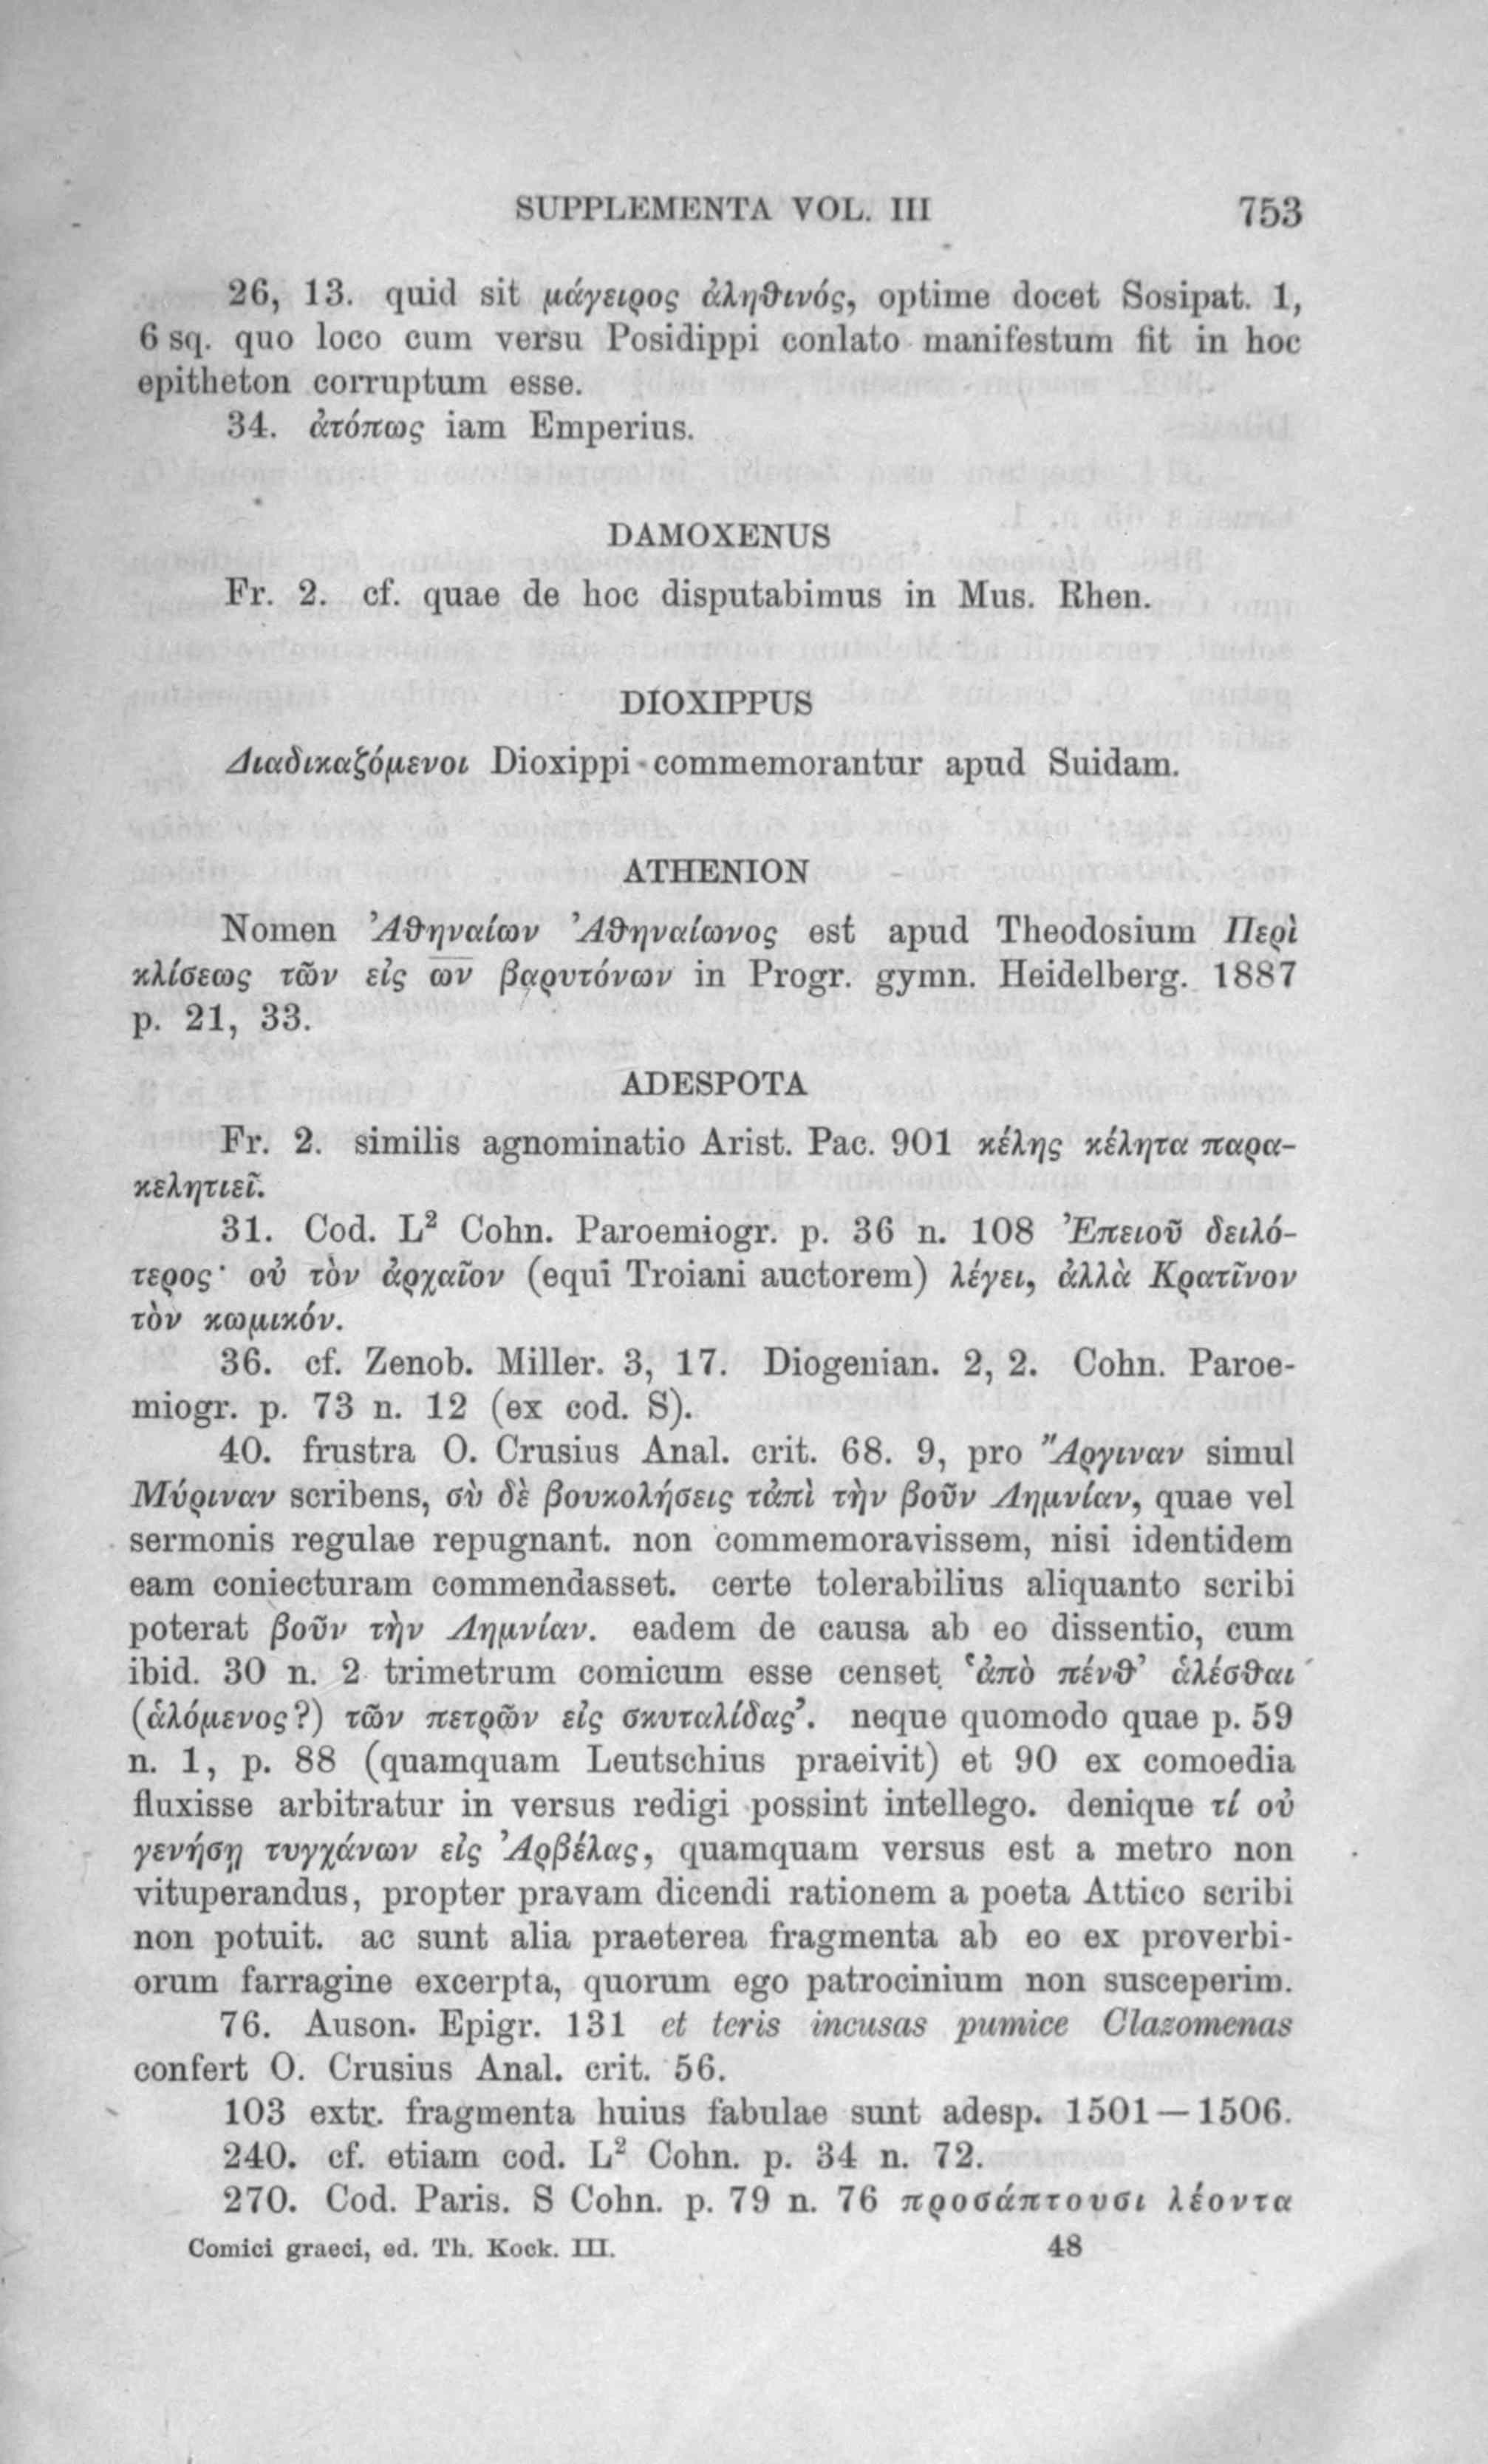 SUPPLEMENTA VOL. III 753
26, 13. quid sit μάγειρος ἀληθινός, optime docet Sosipat. 1,
6 sq. quo loco cum versu Posidippi conlato manifestum fit in hoc
epitheton corruptum esse.
34. ἀτόπως iam Emperius.
DAMOXENUS
Fr. 2. cf. quae de hoc disputabimus in Mus. Rhen.
DIOXIPPUS
Διαδικαζόμενοι Dioxippi commemorantur apud Suidam.
ATHENION
Nomen Ἀθηναίων Ἀθηναίωνος est apud Theodosium Περὶ
κλίσεως τῶν εἰς ων βαρυτόνων in Progr. gymn. Heidelberg. 1887
p. 21, 33.
ADESPOTA
Fr. 2. similis agnominatio Arist. Pac. 901 κέλης κέλητα παρα-
κελητιεῖ.
31. Cod. L² Cohn. Paroemiogr. p. 36 n. 108 Ἐπειοῦ δειλό-
τερος· οὐ τὸν ἀρχαῖον (equi Troiani auctorem) λέγει, ἀλλὰ Κρατῖνον
τὸν κωμικόν.
36. cf. Zenob. Miller. 3, 17. Diogenian. 2, 2. Cohn. Paroe-
miogr. p. 73 n. 12 (ex cod. S).
40. frustra O. Crusius Anal. crit. 68. 9, pro Ἄργιναν simul
Μύριναν scribens, σὺ δὲ βουκολήσεις τἀπὶ τὴν βοῦν Λημνίαν, quae vel
sermonis regulae repugnant. non commemoravissem, nisi identidem
eam coniecturam commendasset. certe tolerabilius aliquanto scribi
poterat βοῦν τὴν Λημνίαν. eadem de causa ab eo dissentio, cum
ibid. 30 n. 2 trimetrum comicum esse censet ‘ἀπὸ πένθ’ ἁλέσθαι
(ἁλόμενος?) τῶν πετρῶν εἰς σκυταλίδας’. neque quomodo quae p. 59
n. 1, p. 88 (quamquam Leutschius praeivit) et 90 ex comoedia
fluxisse arbitratur in versus redigi possint intellego. denique τί οὐ
γενήσῃ τυγχάνων εἰς Ἀρβέλας, quamquam versus est a metro non
vituperandus, propter pravam dicendi rationem a poeta Attico scribi
non potuit. ac sunt alia praeterea fragmenta ab eo ex proverbi-
orum farragine excerpta, quorum ego patrocinium non susceperim.
76. Auson. Epigr. 131 et teris incusas pumice Clazomenas
confert O. Crusius Anal. crit. 56.
103 extr. fragmenta huius fabulae sunt adesp. 1501—1506.
240. cf. etiam cod. L² Cohn. p. 34 n. 72.
270. Cod. Paris. S Cohn. p. 79 n. 76 προσάπτουσι λέοντα
Comici graeci, ed. Th. Kock. III. 48